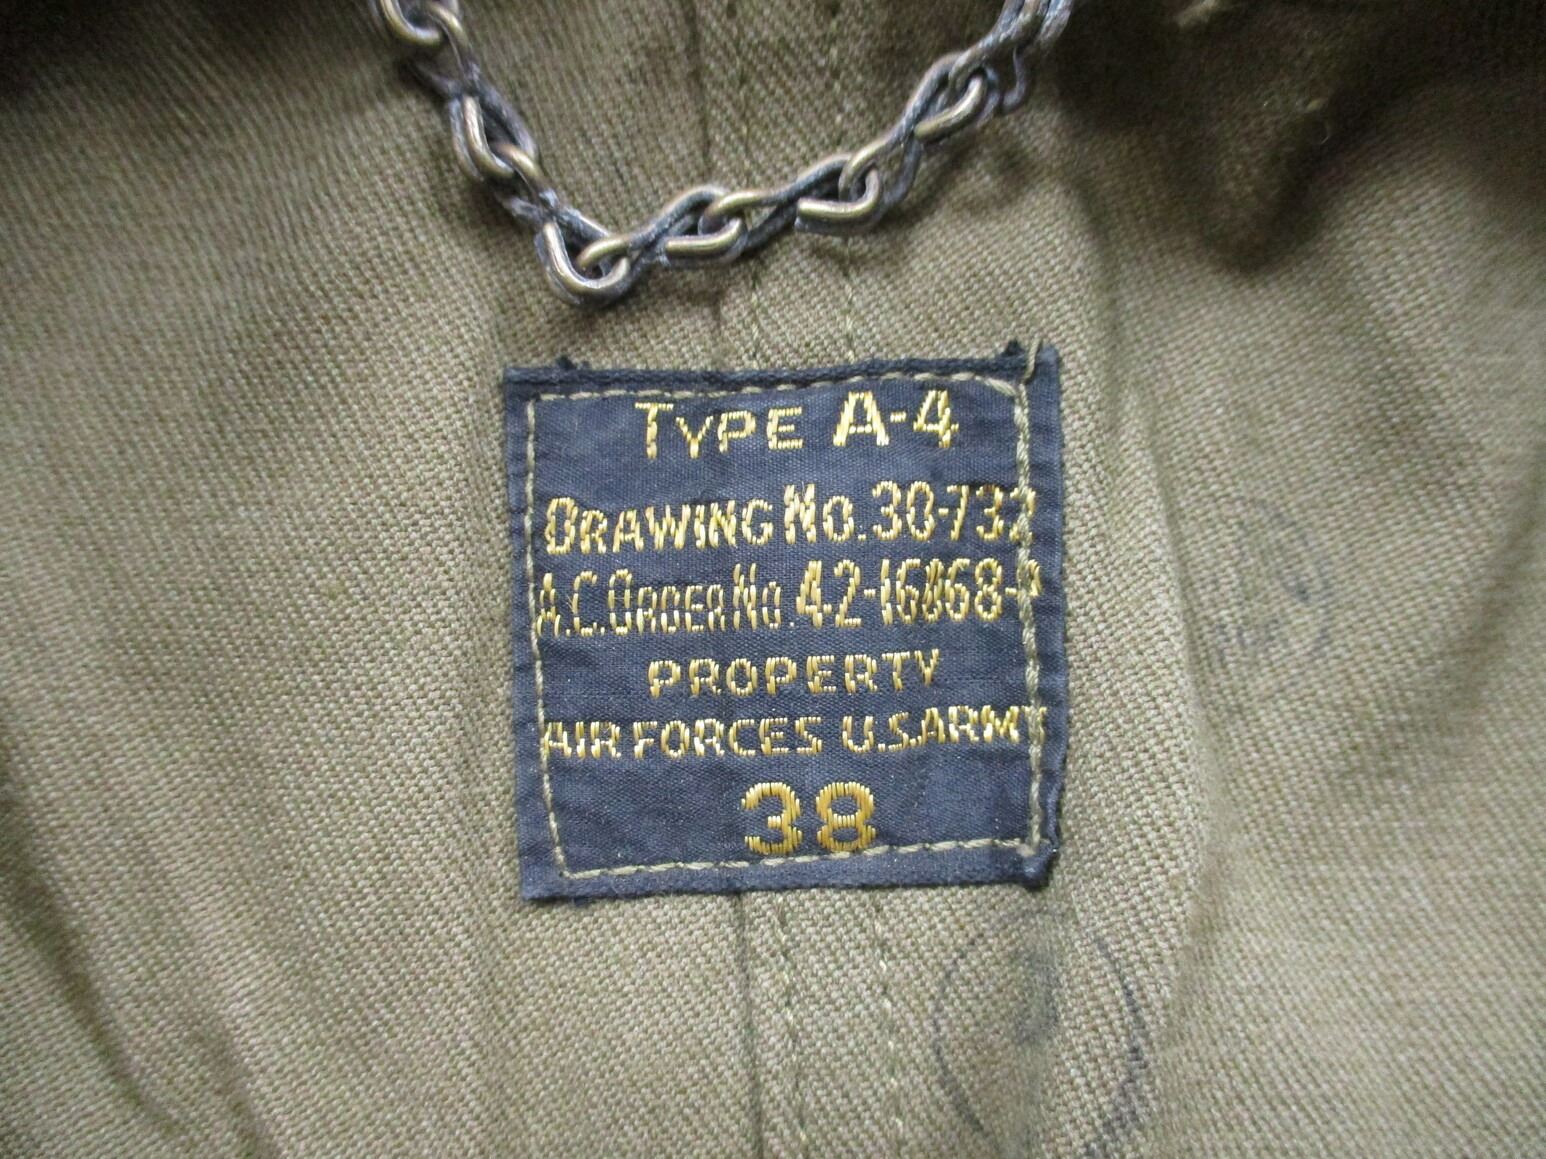 TYPE A-4
DRAWING NO. 30-732
A.C. ORDER NO. 42-16868-P
PROPERTY
AIR FORCES U.S. ARMY
38